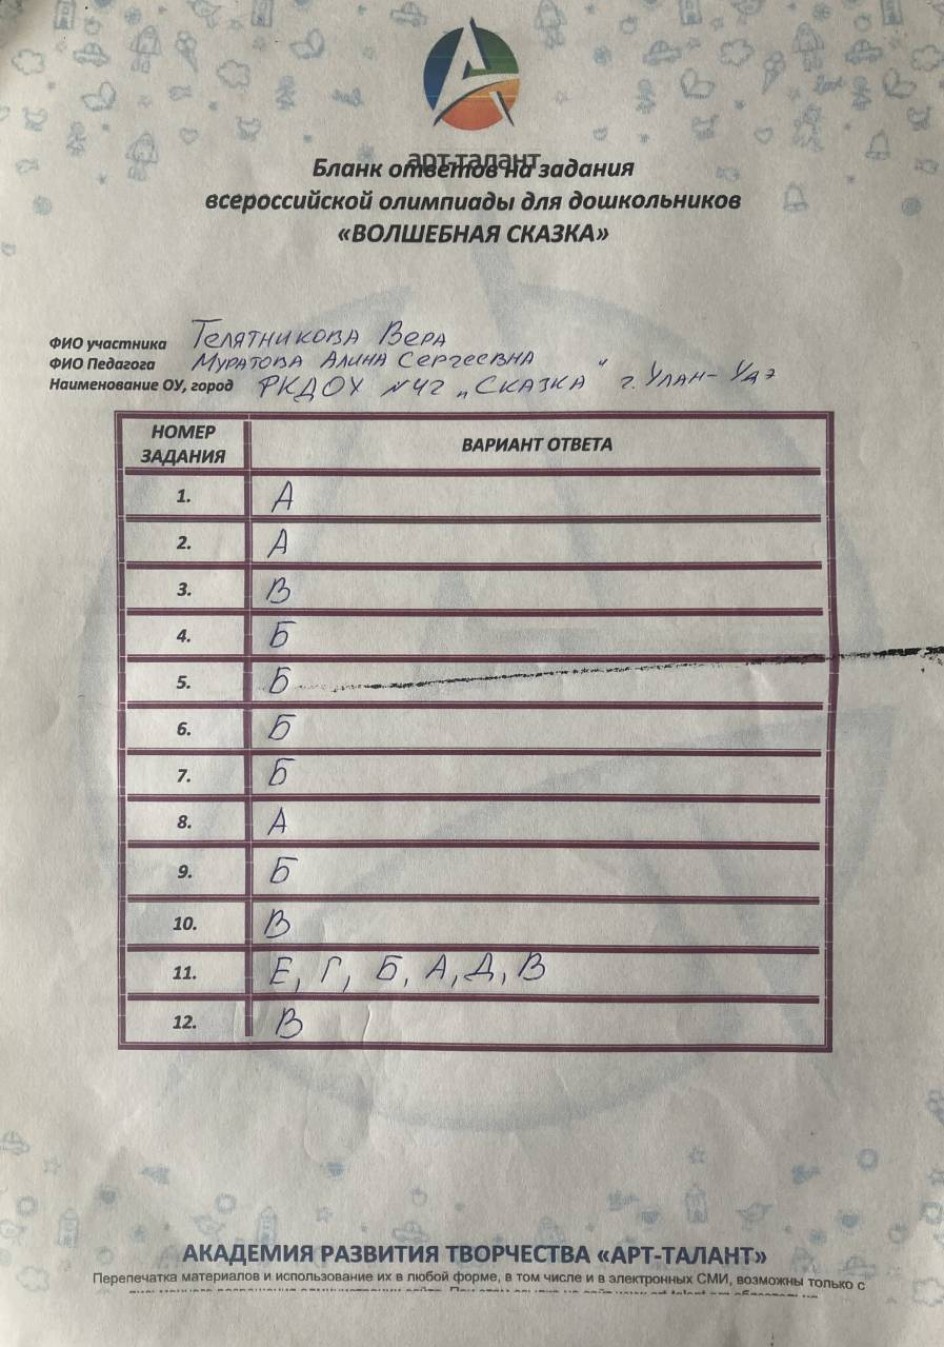 арт-талант
Бланк ответов на задания
всероссийской олимпиады для дошкольников
«ВОЛШЕБНАЯ СКАЗКА»
ФИО участника Телятникова Вера
ФИО Педагога Муратова Алина Сергеевна
Наименование ОУ, город РКДОУ №42 „Сказка“ г. Улан-Удэ
НОМЕР ЗАДАНИЯ ВАРИАНТ ОТВЕТА
1. А
2. А
3. В
4. Б
5. Б
6. Б
7. Б
8. А
9. Б
10. В
11. Е, Г, Б, А, Д, В
12. В
АКАДЕМИЯ РАЗВИТИЯ ТВОРЧЕСТВА «АРТ-ТАЛАНТ»
Перепечатка материалов и использование их в любой форме, в том числе и в электронных СМИ, возможны только с